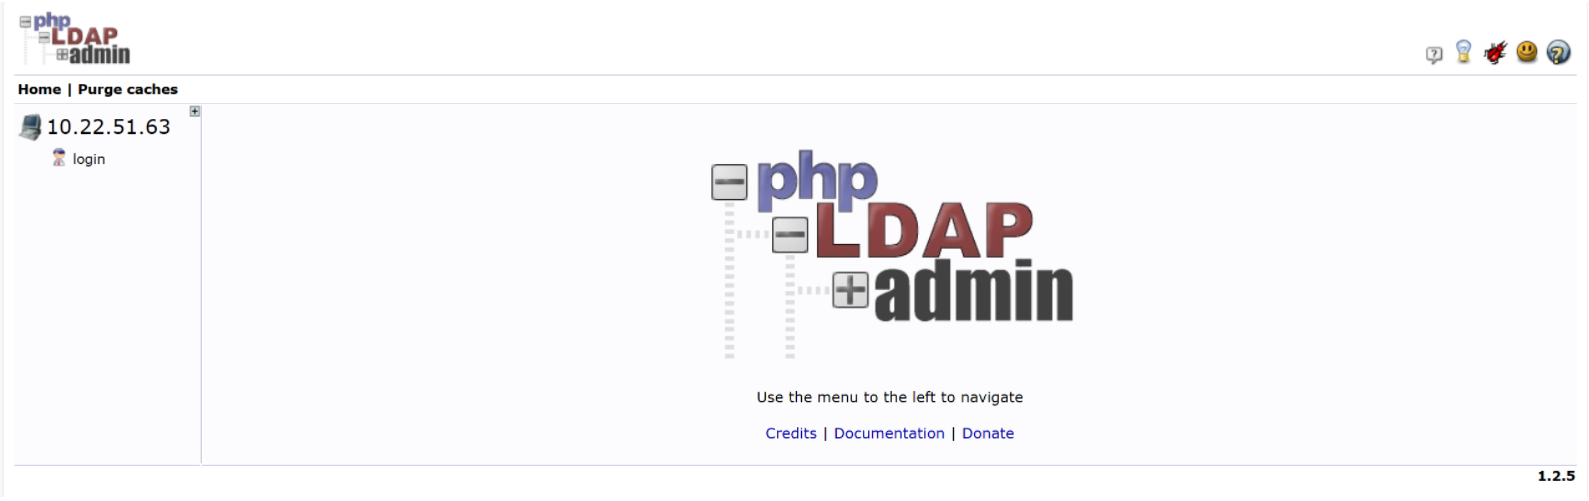 php
LDAP
admin
Home | Purge caches
10.22.51.63
login
php
LDAP
admin
Use the menu to the left to navigate
Credits | Documentation | Donate
1.2.5